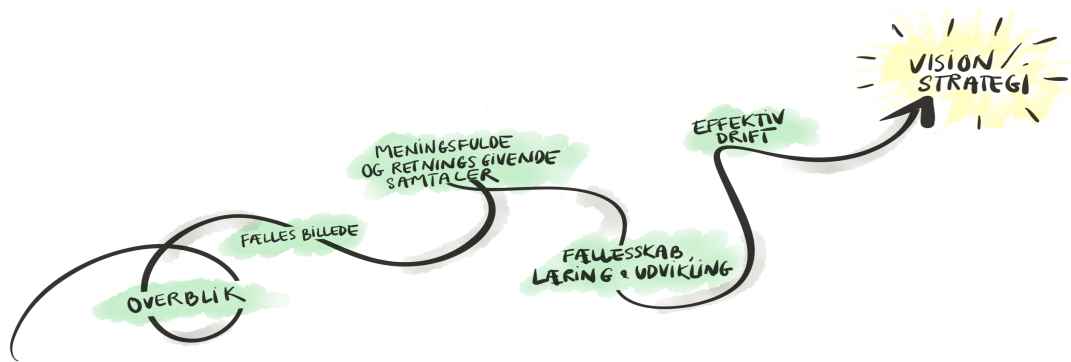 OVERBLIK
FÆLLES BILLEDE
MENINGSFULDE
OG RETNINGSGIVENDE
SAMTALER
FÆLLESSKAB,
LÆRING & UDVIKLING
EFFEKTIV
DRIFT
VISION /
STRATEGI